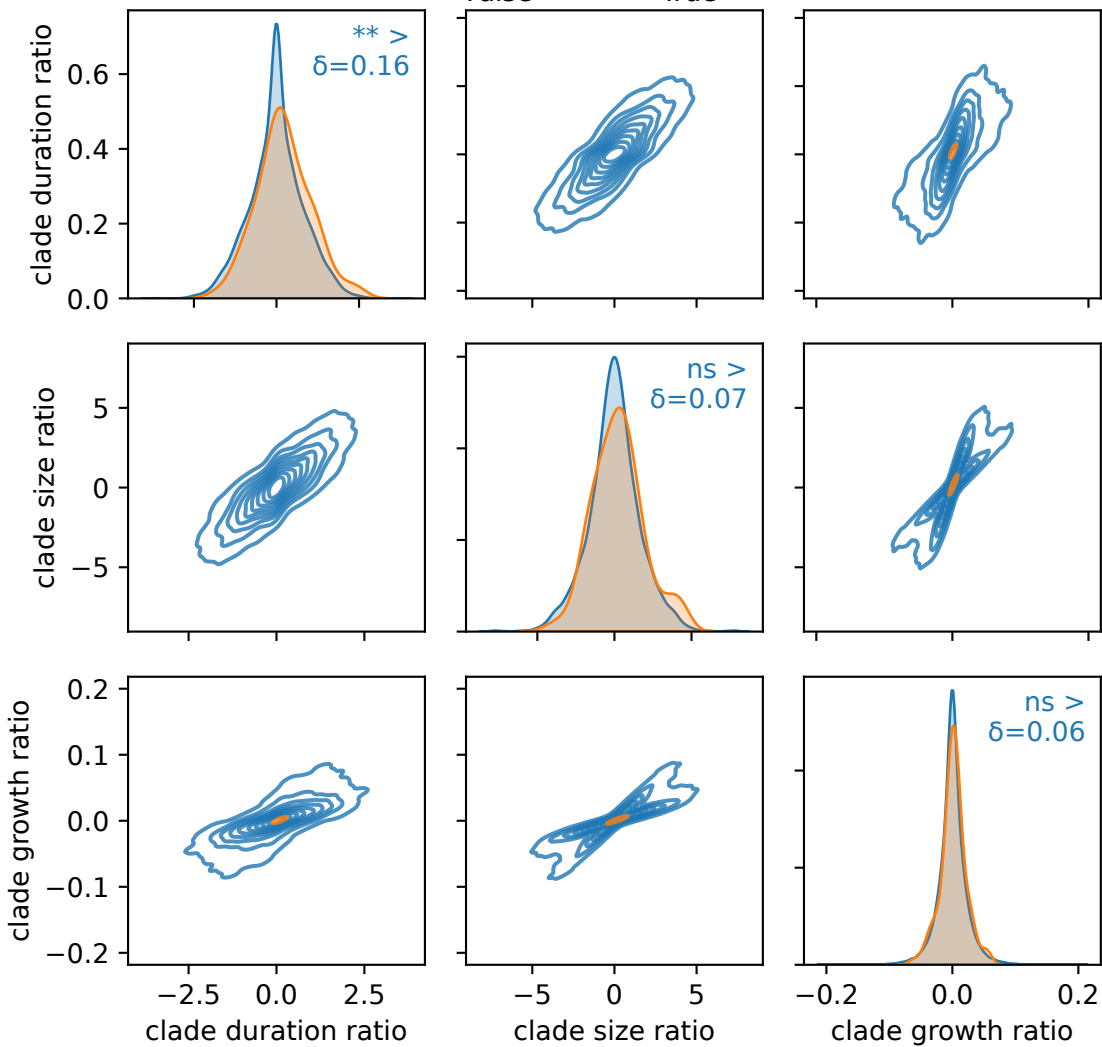 ** >
δ=0.16
clade duration ratio
0.6
0.4
0.2
0.0
ns >
δ=0.07
clade size ratio
5
0
−5
ns >
δ=0.06
clade growth ratio
0.2
0.1
0.0
−0.1
−0.2
−2.5 0.0 2.5
−5 0 5
−0.2 0.0 0.2
clade duration ratio
clade size ratio
clade growth ratio